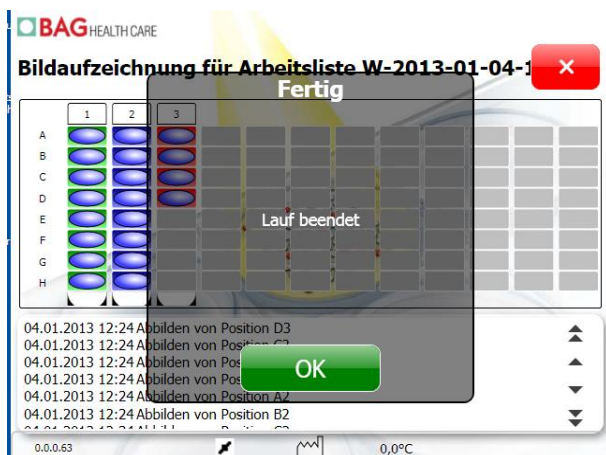 BAG HEALTH CARE
Bildaufzeichnung für Arbeitsliste W-2013-01-04-1
Fertig
1 2 3
A
B
C
D
E
F
G
H
Lauf beendet
04.01.2013 12:24 Abbilden von Position D3
04.01.2013 12:24 Abbilden von Position C3
04.01.2013 12:24 Abbilden von Pos
04.01.2013 12:24 Abbilden von Pos
04.01.2013 12:24 Abbilden von Position A2
04.01.2013 12:24 Abbilden von Position B2
OK
0.0.0.63
0,0°C